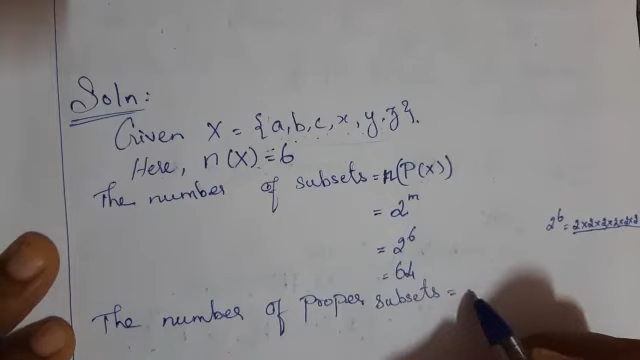 Soln:
Given X = {a, b, c, x, y, z}.
Here, n(X) = 6
The number of subsets = n(P(X))
= 2^m
= 2^6
= 64
2^6 = 2×2×2×2×2×2
The number of proper subsets =